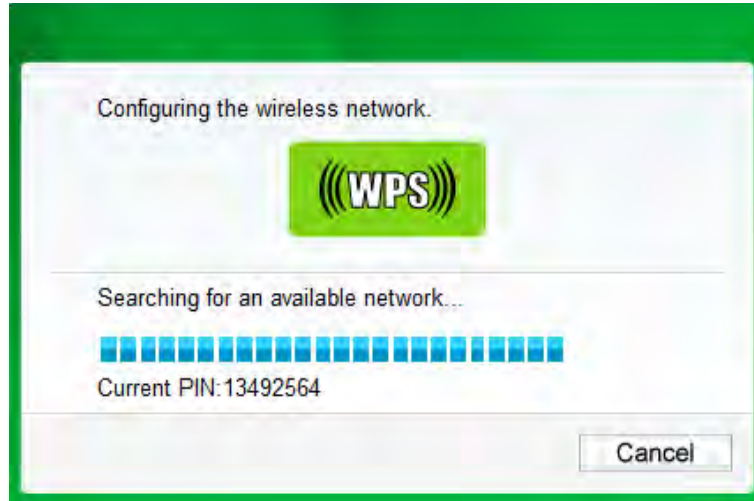 Configuring the wireless network.
WPS
Searching for an available network...
Current PIN:13492564
Cancel